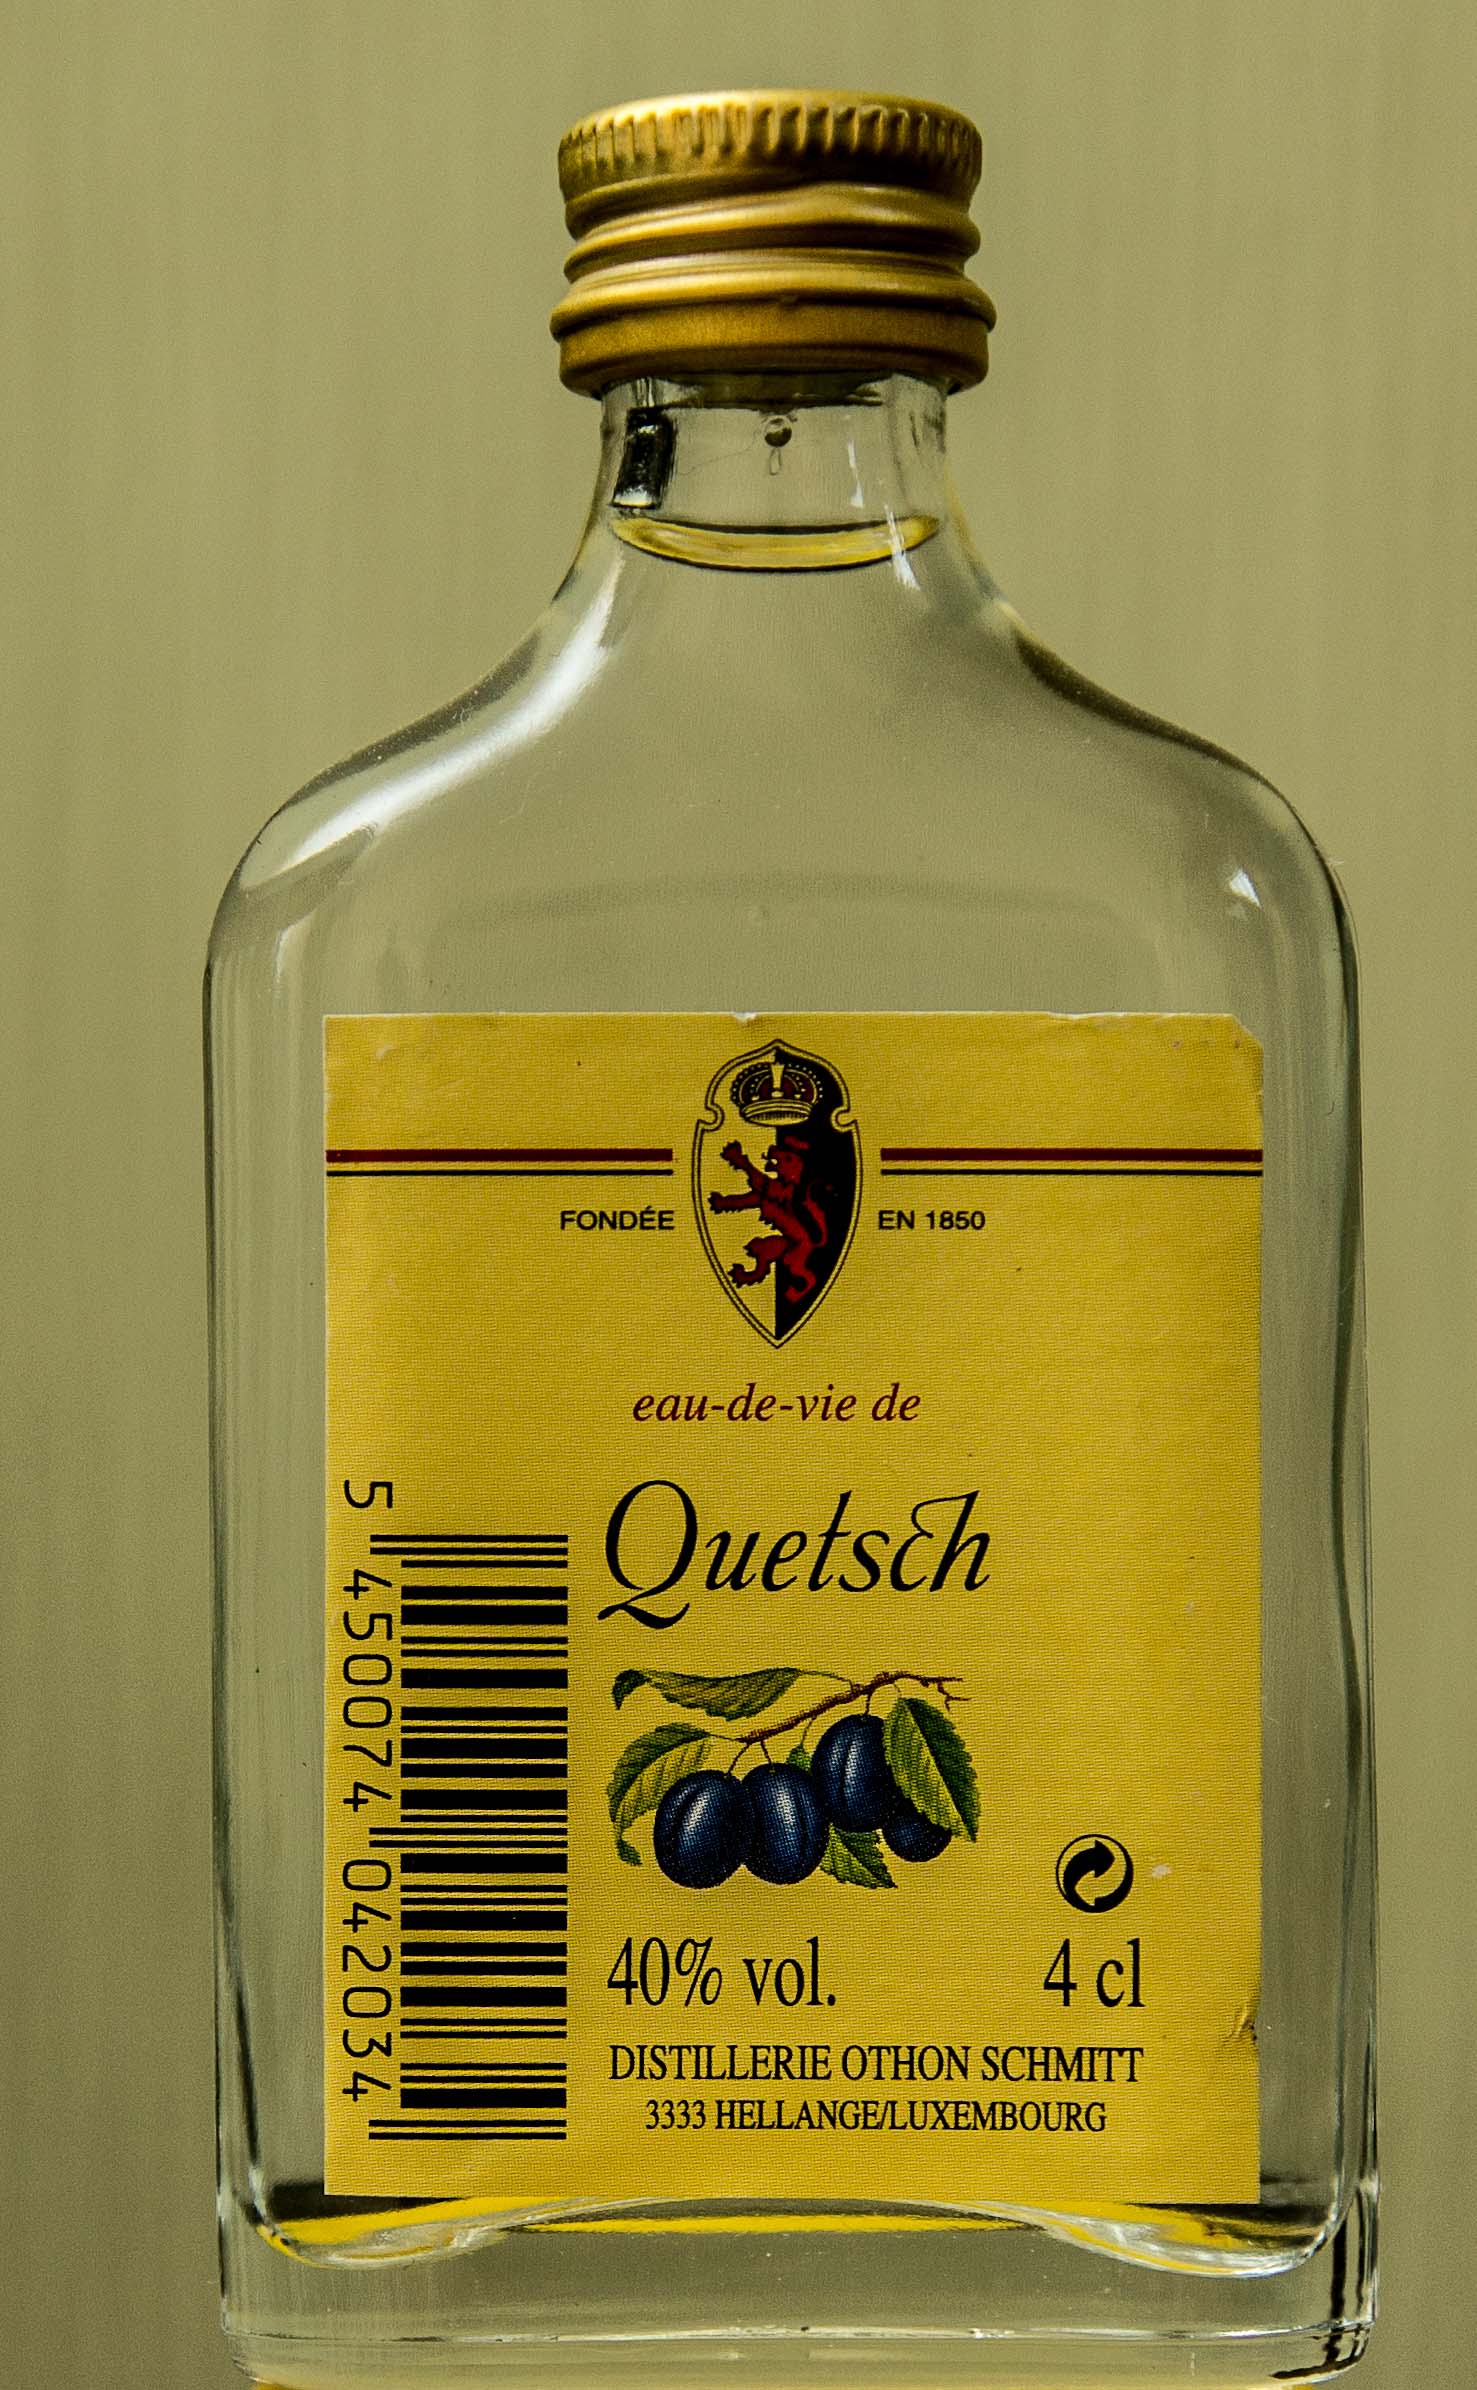 FONDÉE EN 1850
eau-de-vie de
Quetsch
40% vol. 4 cl
DISTILLERIE OTHON SCHMITT
3333 HELLANGE/LUXEMBOURG
5 450074 042034